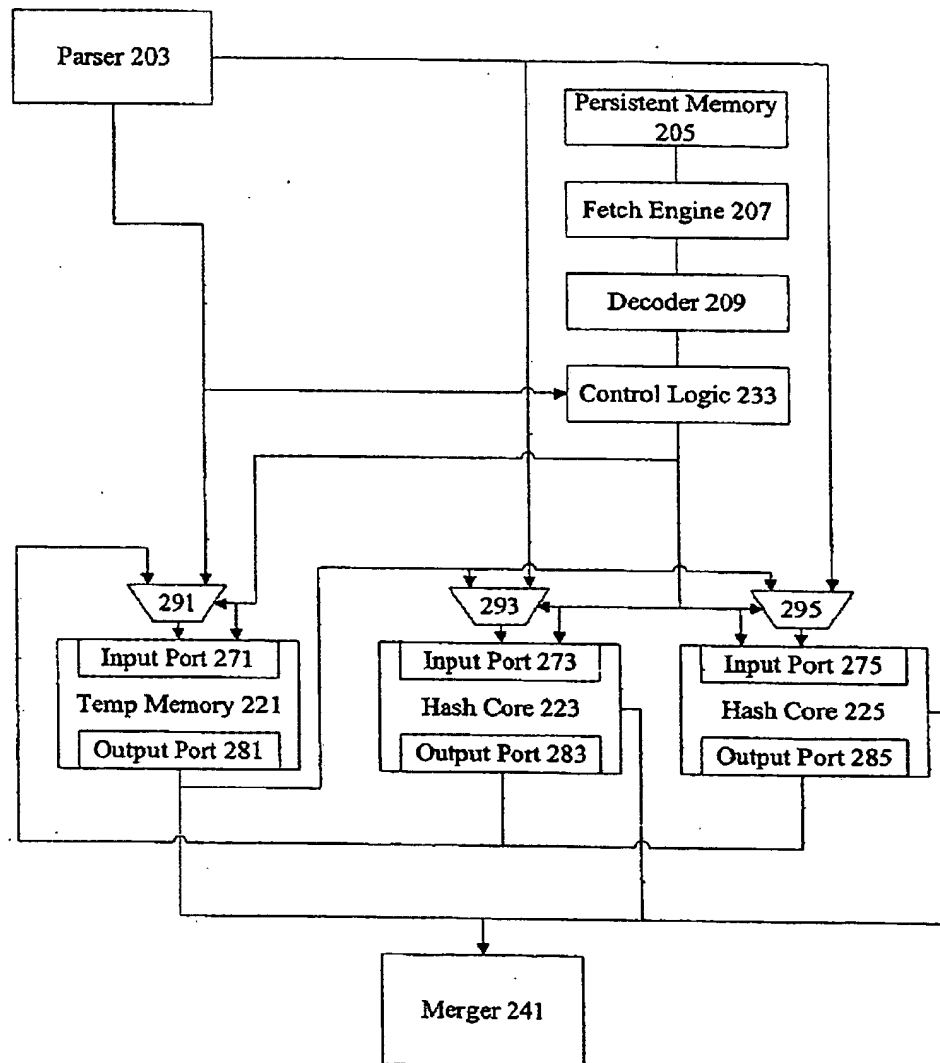 Parser 203
Persistent Memory
205
Fetch Engine 207
Decoder 209
Control Logic 233
291
293
295
Input Port 271
Temp Memory 221
Output Port 281
Input Port 273
Hash Core 223
Output Port 283
Input Port 275
Hash Core 225
Output Port 285
Merger 241